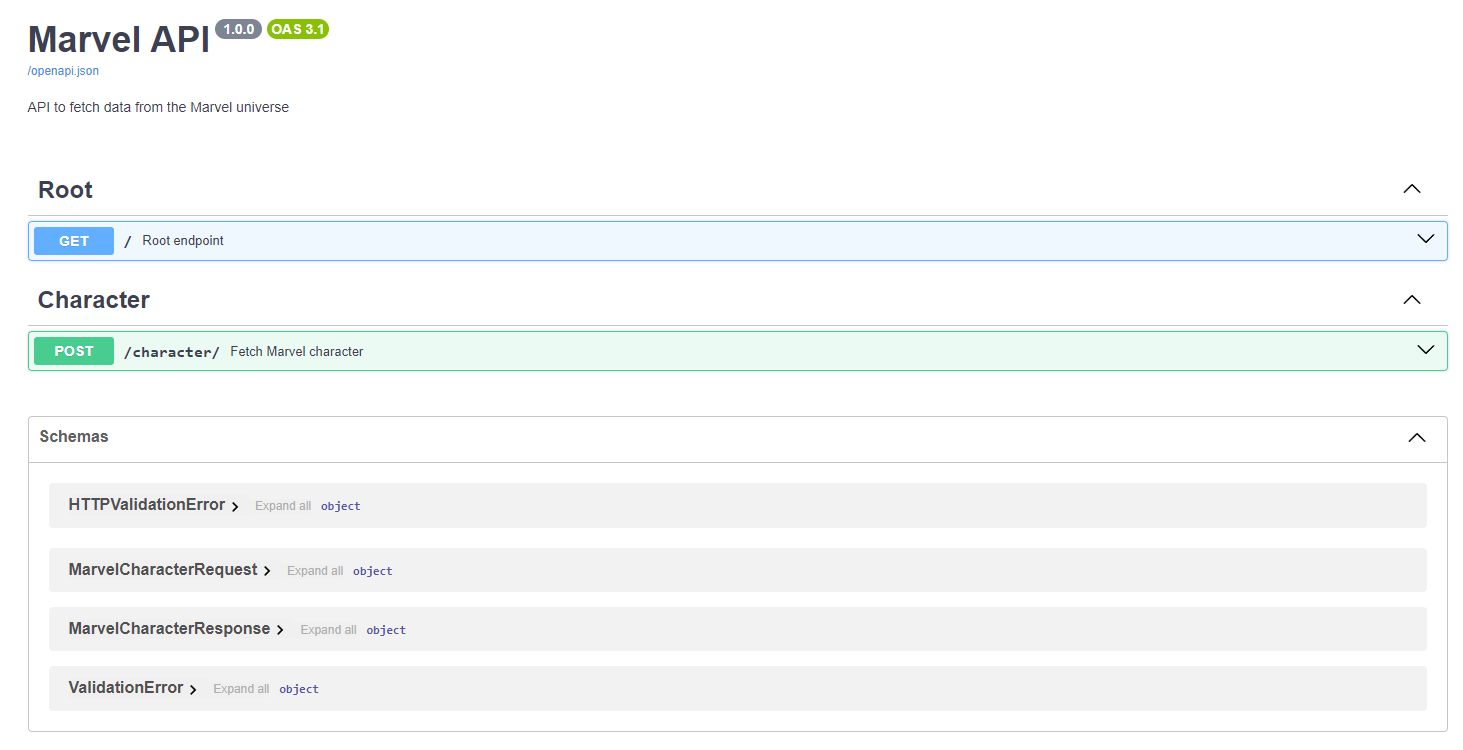 Marvel API 1.0.0 OAS 3.1
/openapi.json
API to fetch data from the Marvel universe
Root
GET / Root endpoint
Character
POST /character/ Fetch Marvel character
Schemas
HTTPValidationError Expand all object
MarvelCharacterRequest Expand all object
MarvelCharacterResponse Expand all object
ValidationError Expand all object